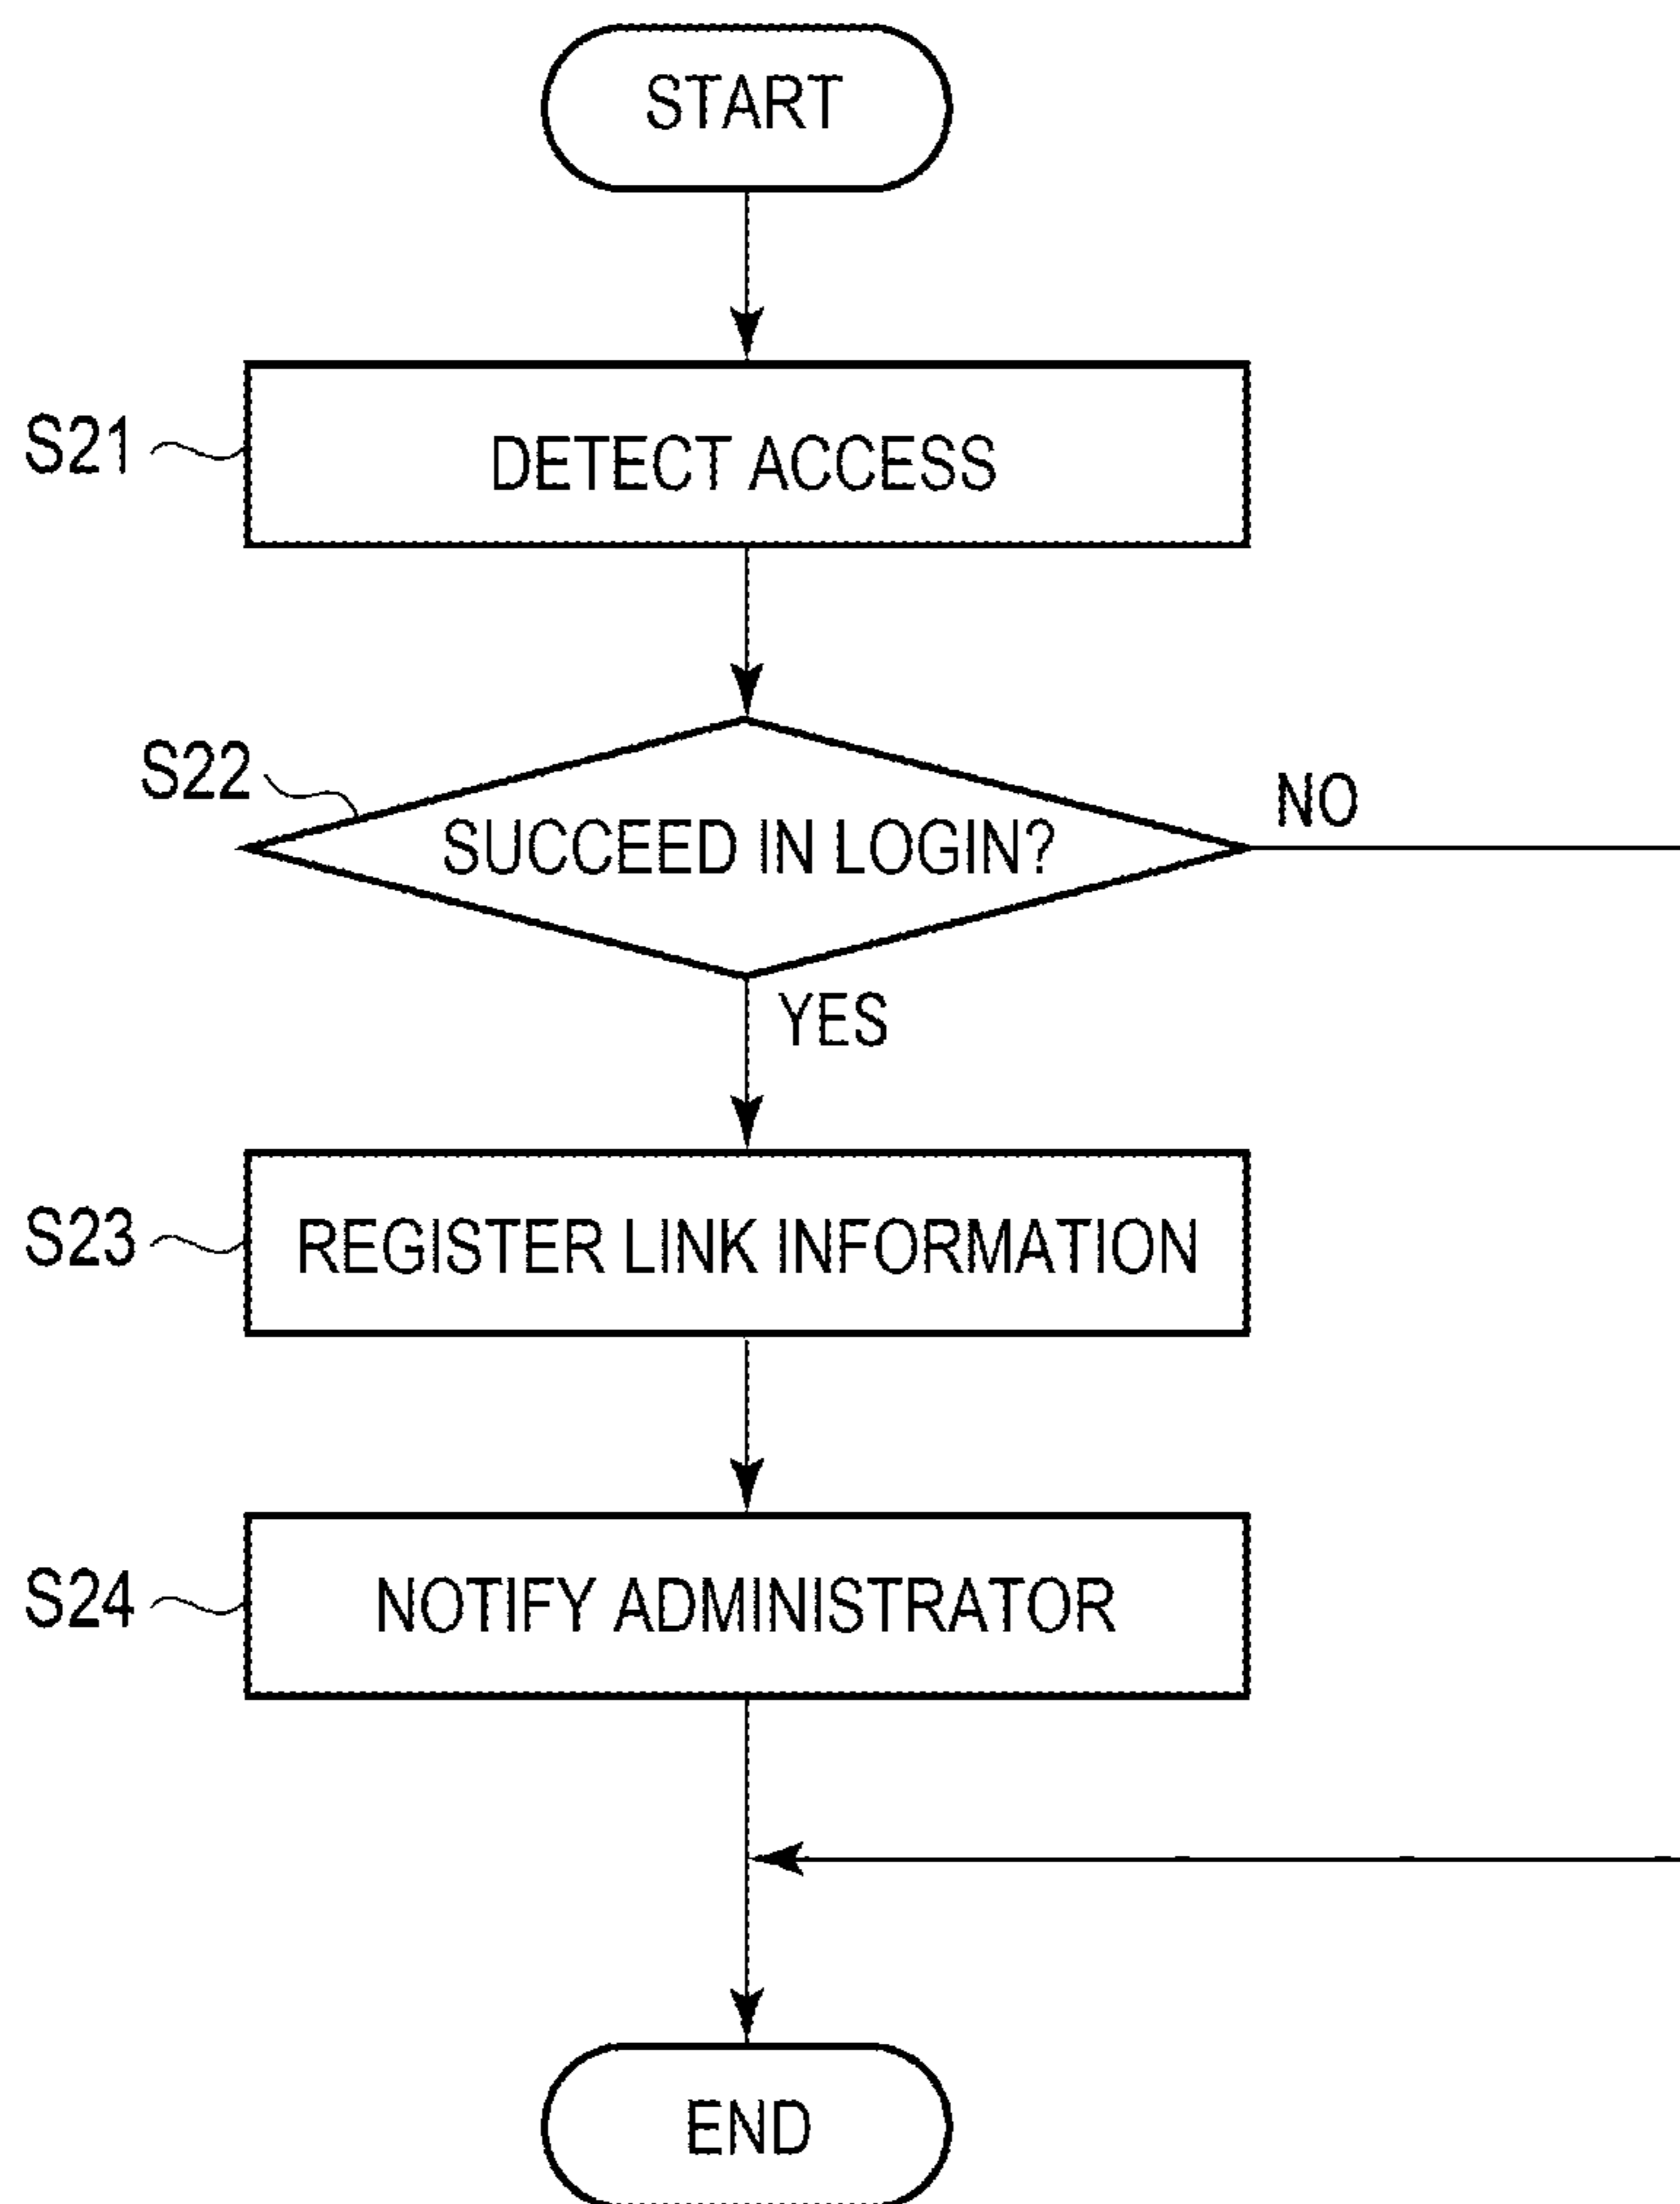 START
S21
DETECT ACCESS
S22
SUCCEED IN LOGIN?
NO
YES
S23
REGISTER LINK INFORMATION
S24
NOTIFY ADMINISTRATOR
END